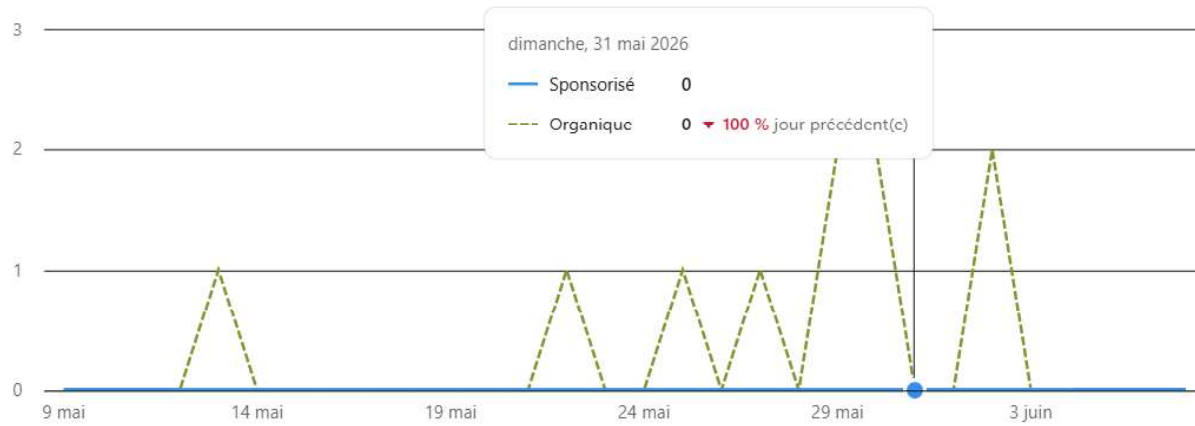 3
dimanche, 31 mai 2026
Sponsorisé 0
Organique 0 ▼ 100 % jour précédent(e)
2
1
0
9 mai 14 mai 19 mai 24 mai 29 mai 3 juin